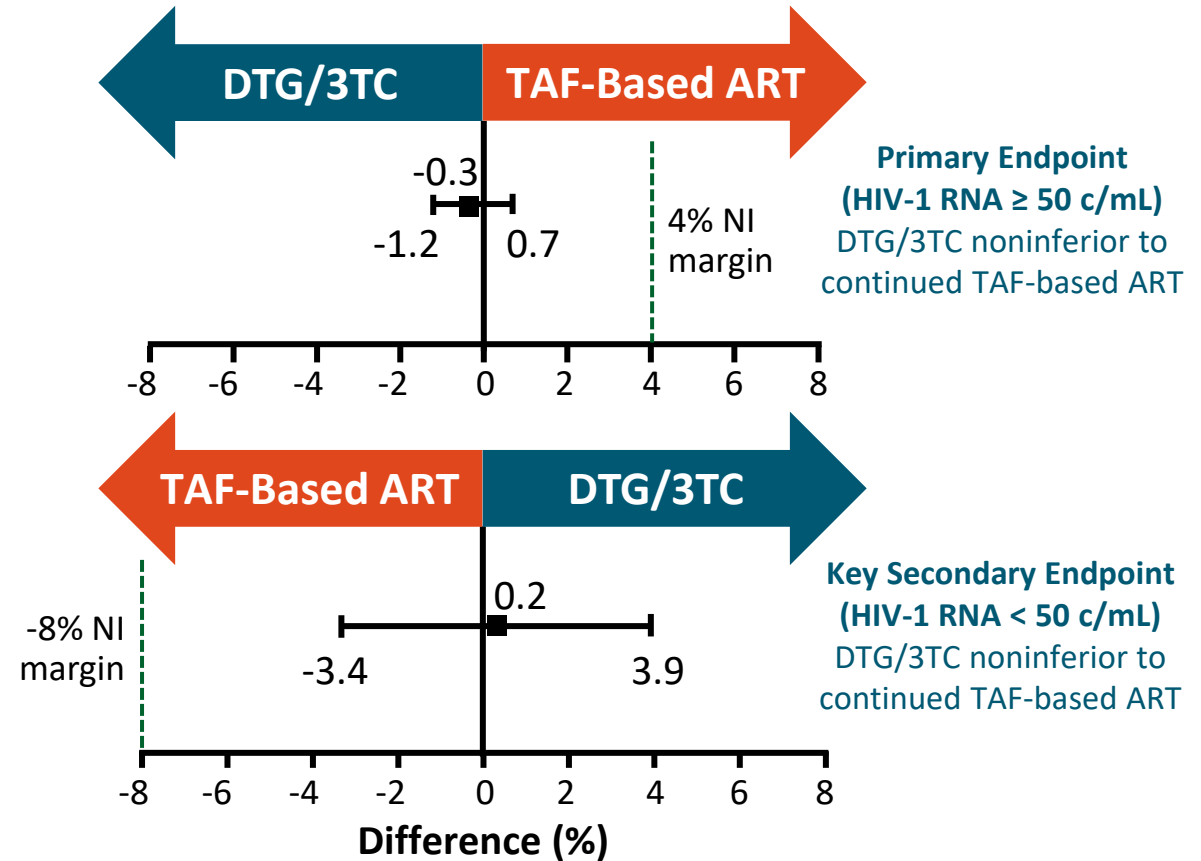 DTG/3TC
TAF-Based ART
-0.3
-1.2
0.7
4% NI
margin
Primary Endpoint
(HIV-1 RNA ≥ 50 c/mL)
DTG/3TC noninferior to
continued TAF-based ART
-8 -6 -4 -2 0 2 4 6 8
TAF-Based ART
DTG/3TC
-8% NI
margin
0.2
-3.4
3.9
Key Secondary Endpoint
(HIV-1 RNA < 50 c/mL)
DTG/3TC noninferior to
continued TAF-based ART
-8 -6 -4 -2 0 2 4 6 8
Difference (%)